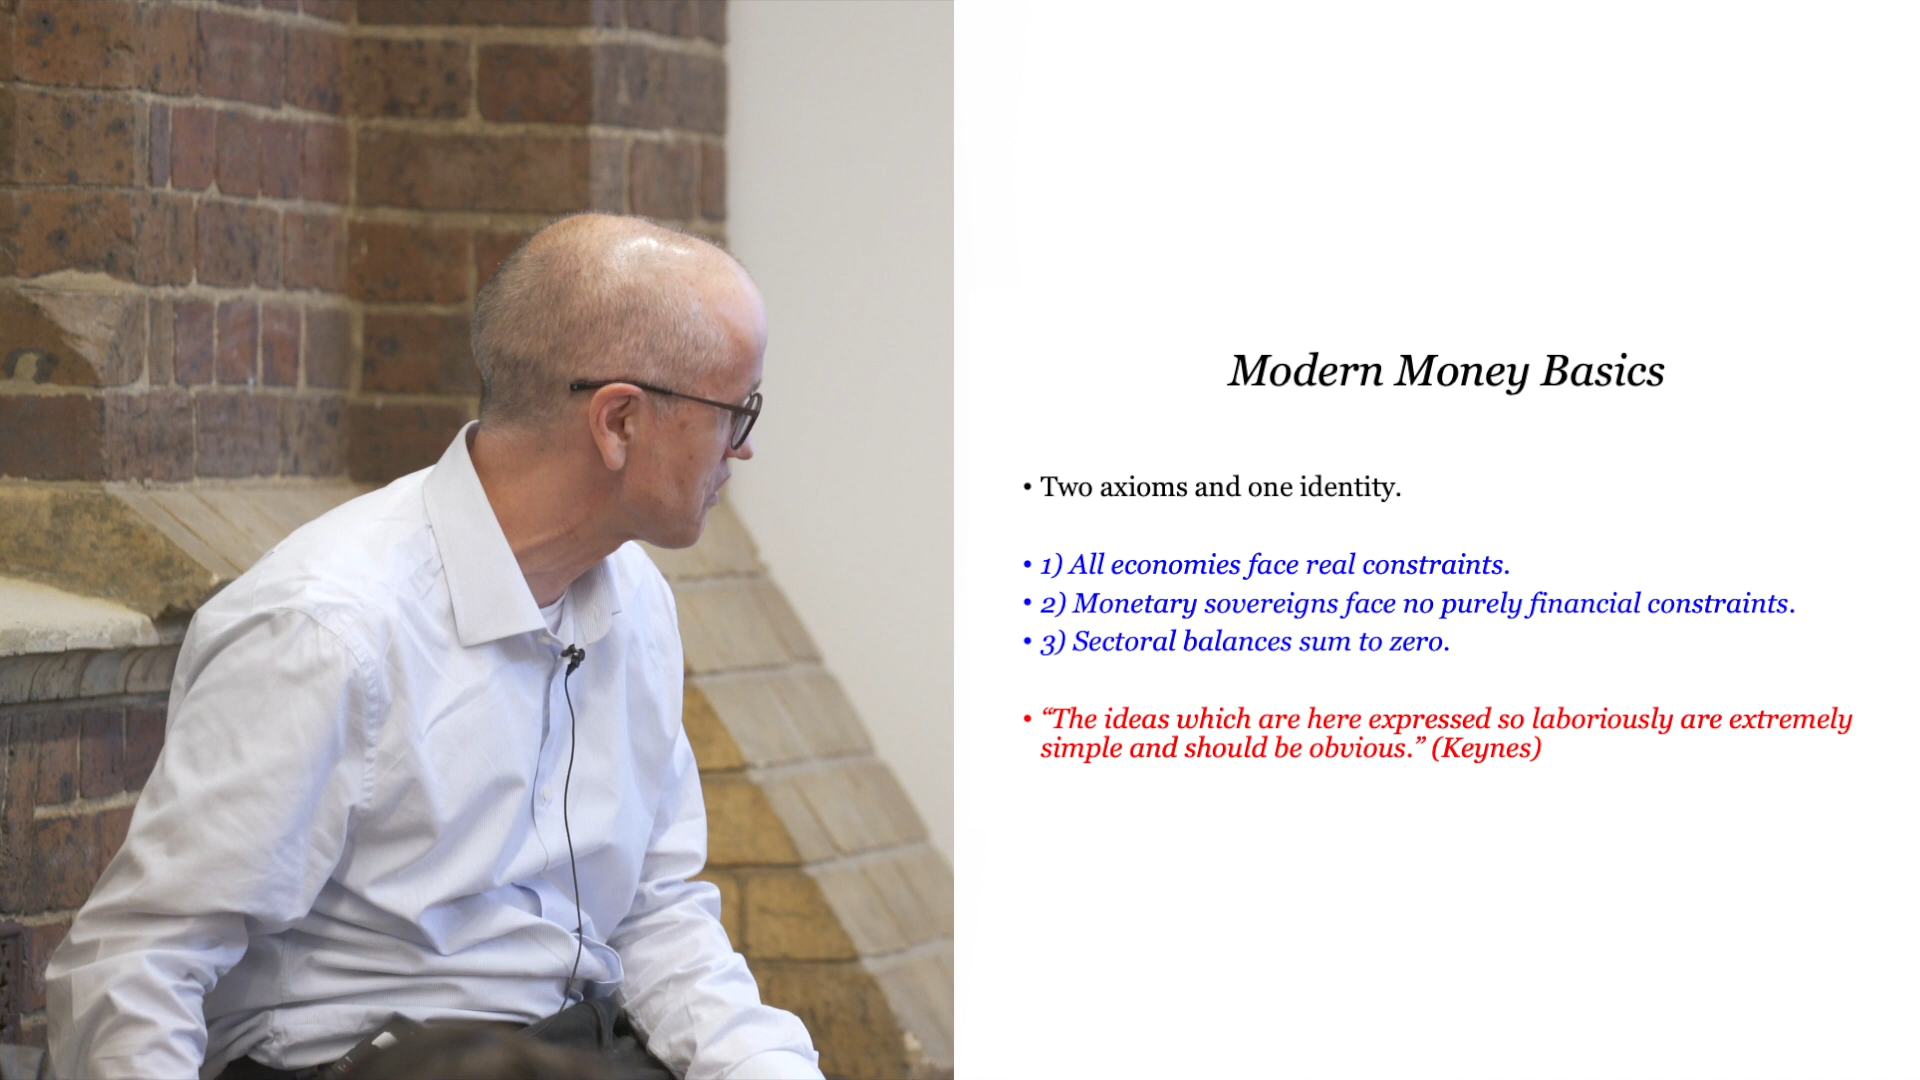 Modern Money Basics
• Two axioms and one identity.
• 1) All economies face real constraints.
• 2) Monetary sovereigns face no purely financial constraints.
• 3) Sectoral balances sum to zero.
• “The ideas which are here expressed so laboriously are extremely
simple and should be obvious.” (Keynes)